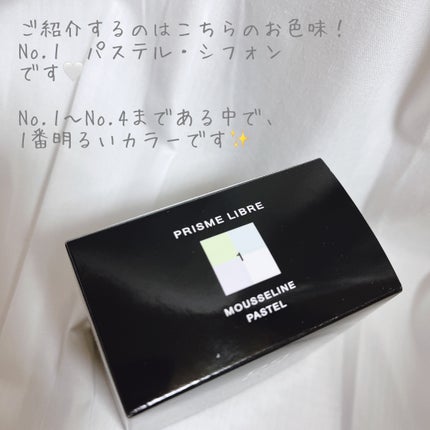 ご紹介するのはこちらのお色味！
No.1　パステル・シフォン
です🤍
No.1〜No.4まである中で、
1番明るいカラーです✨
PRISME LIBRE
1
MOUSSELINE
PASTEL